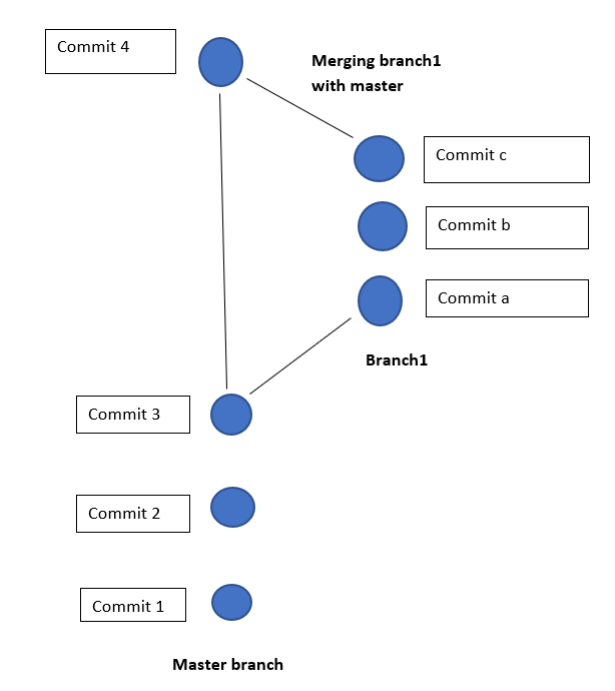 Commit 4
Merging branch1
with master
Commit c
Commit b
Commit a
Branch1
Commit 3
Commit 2
Commit 1
Master branch